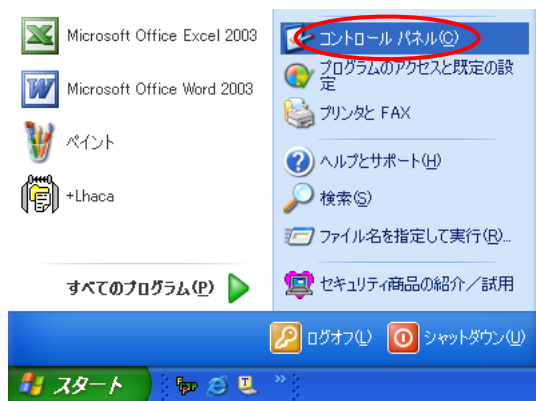 Microsoft Office Excel 2003
Microsoft Office Word 2003
ペイント
+Lhaca
すべてのプログラム(P)
コントロール パネル(C)
プログラムのアクセスと既定の設
定
プリンタと FAX
ヘルプとサポート(H)
検索(S)
ファイル名を指定して実行(R)...
セキュリティ商品の紹介／試用
ログオフ(L)
シャットダウン(U)
スタート